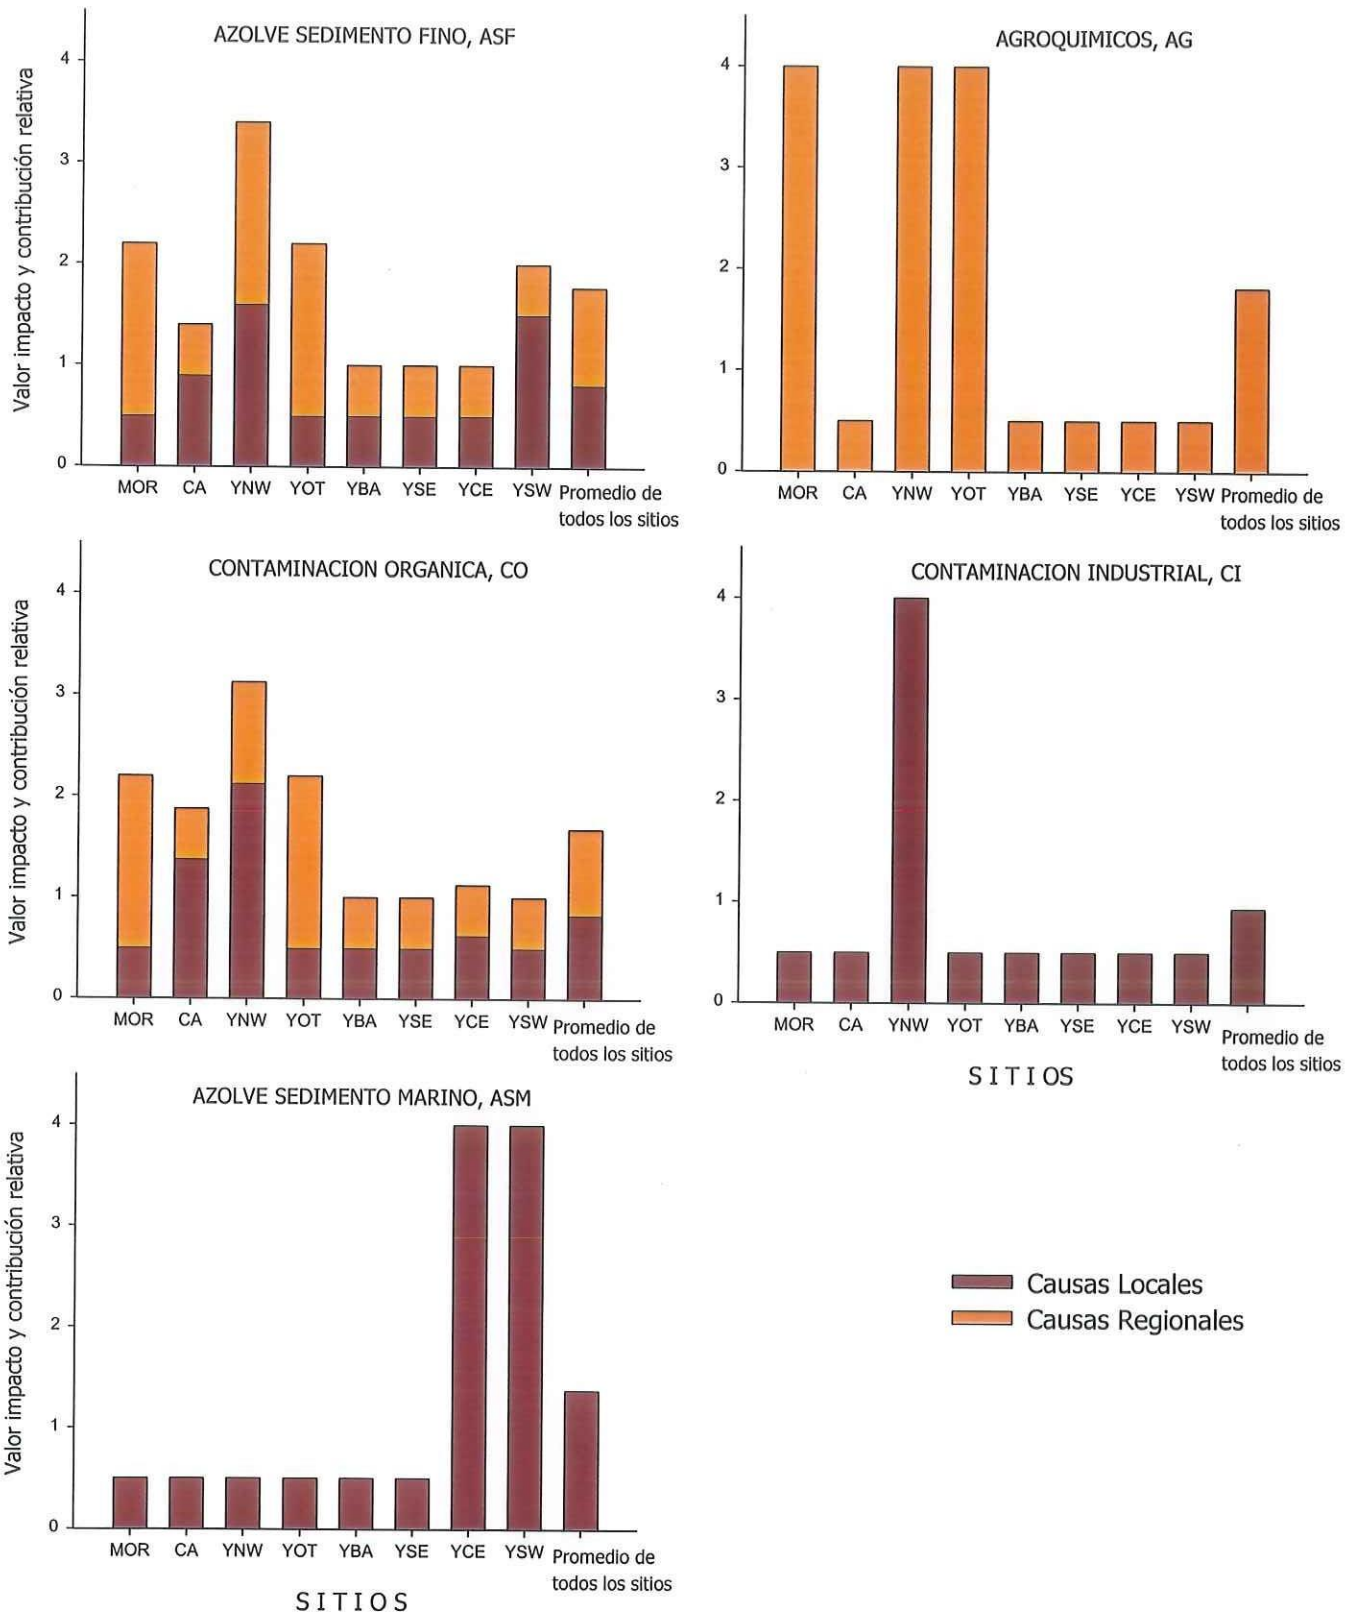 AZOLVE SEDIMENTO FINO, ASF
Valor impacto y contribución relativa
4
3
2
1
0
MOR CA YNW YOT YBA YSE YCE YSW Promedio de
todos los sitios
AGROQUIMICOS, AG
4
3
2
1
0
MOR CA YNW YOT YBA YSE YCE YSW Promedio de
todos los sitios
CONTAMINACION ORGANICA, CO
Valor impacto y contribución relativa
4
3
2
1
0
MOR CA YNW YOT YBA YSE YCE YSW Promedio de
todos los sitios
CONTAMINACION INDUSTRIAL, CI
4
3
2
1
0
MOR CA YNW YOT YBA YSE YCE YSW Promedio de
todos los sitios
SITIOS
AZOLVE SEDIMENTO MARINO, ASM
Valor impacto y contribución relativa
4
3
2
1
0
MOR CA YNW YOT YBA YSE YCE YSW Promedio de
todos los sitios
SITIOS
Causas Locales
Causas Regionales